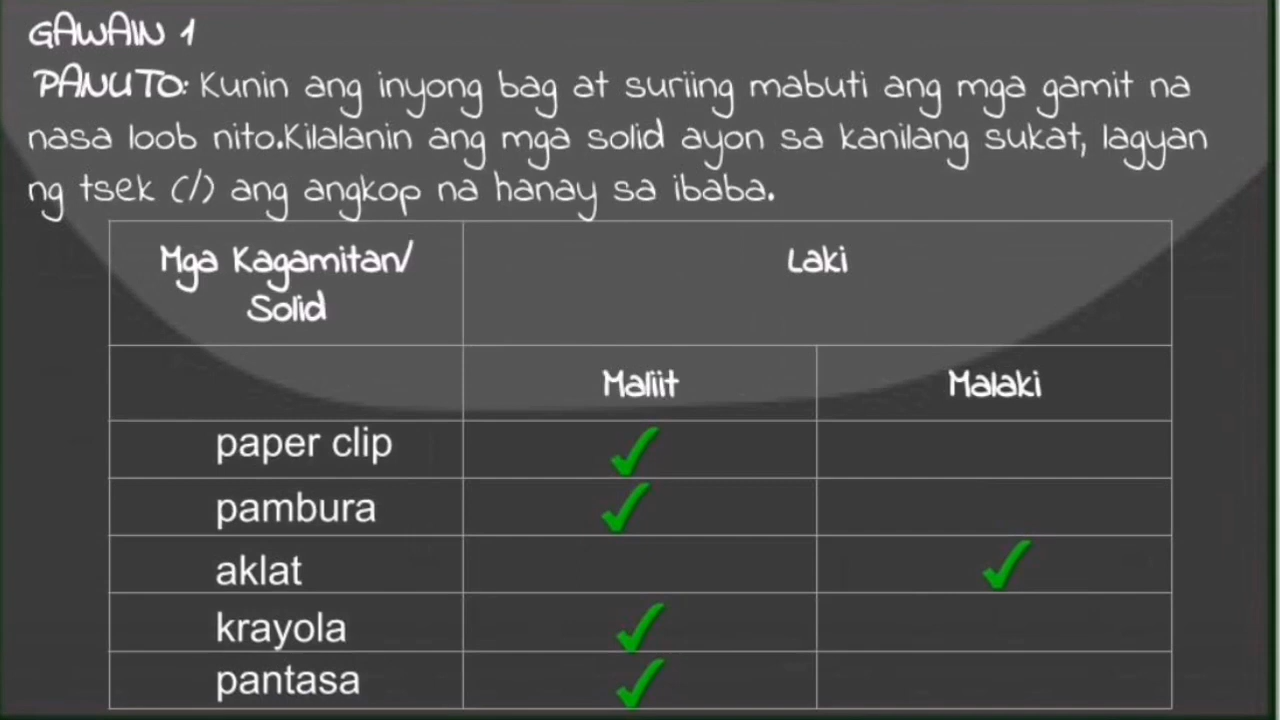 GAWAIN 1
PANUTO: Kunin ang inyong bag at suriing mabuti ang mga gamit na
nasa loob nito.Kilalanin ang mga solid ayon sa kanilang sukat, lagyan
ng tsek (/) ang angkop na hanay sa ibaba.
Mga Kagamitan/
Solid
Laki
Maliit
Malaki
paper clip
pambura
aklat
krayola
pantasa